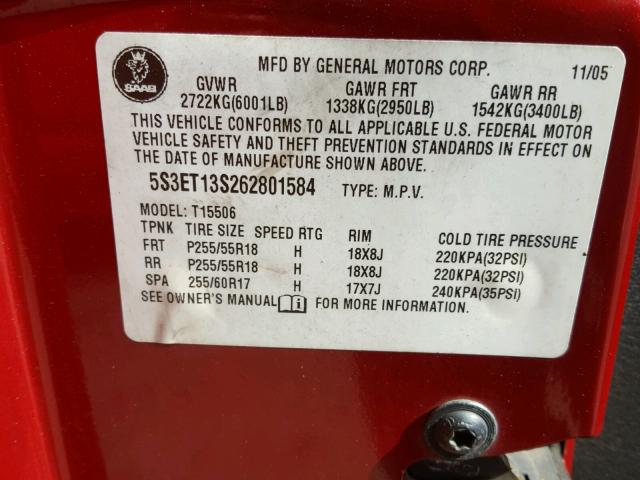 SAAB
MFD BY GENERAL MOTORS CORP. 11/05
GVWR GAWR FRT GAWR RR
2722KG(6001LB) 1338KG(2950LB) 1542KG(3400LB)
THIS VEHICLE CONFORMS TO ALL APPLICABLE U.S. FEDERAL MOTOR
VEHICLE SAFETY AND THEFT PREVENTION STANDARDS IN EFFECT ON
THE DATE OF MANUFACTURE SHOWN ABOVE.
5S3ET13S262801584 TYPE: M.P.V.
MODEL: T15506
TPNK TIRE SIZE SPEED RTG RIM COLD TIRE PRESSURE
FRT P255/55R18 H 18X8J 220KPA(32PSI)
RR P255/55R18 H 18X8J 220KPA(32PSI)
SPA 255/60R17 H 17X7J 240KPA(35PSI)
SEE OWNER'S MANUAL FOR MORE INFORMATION.